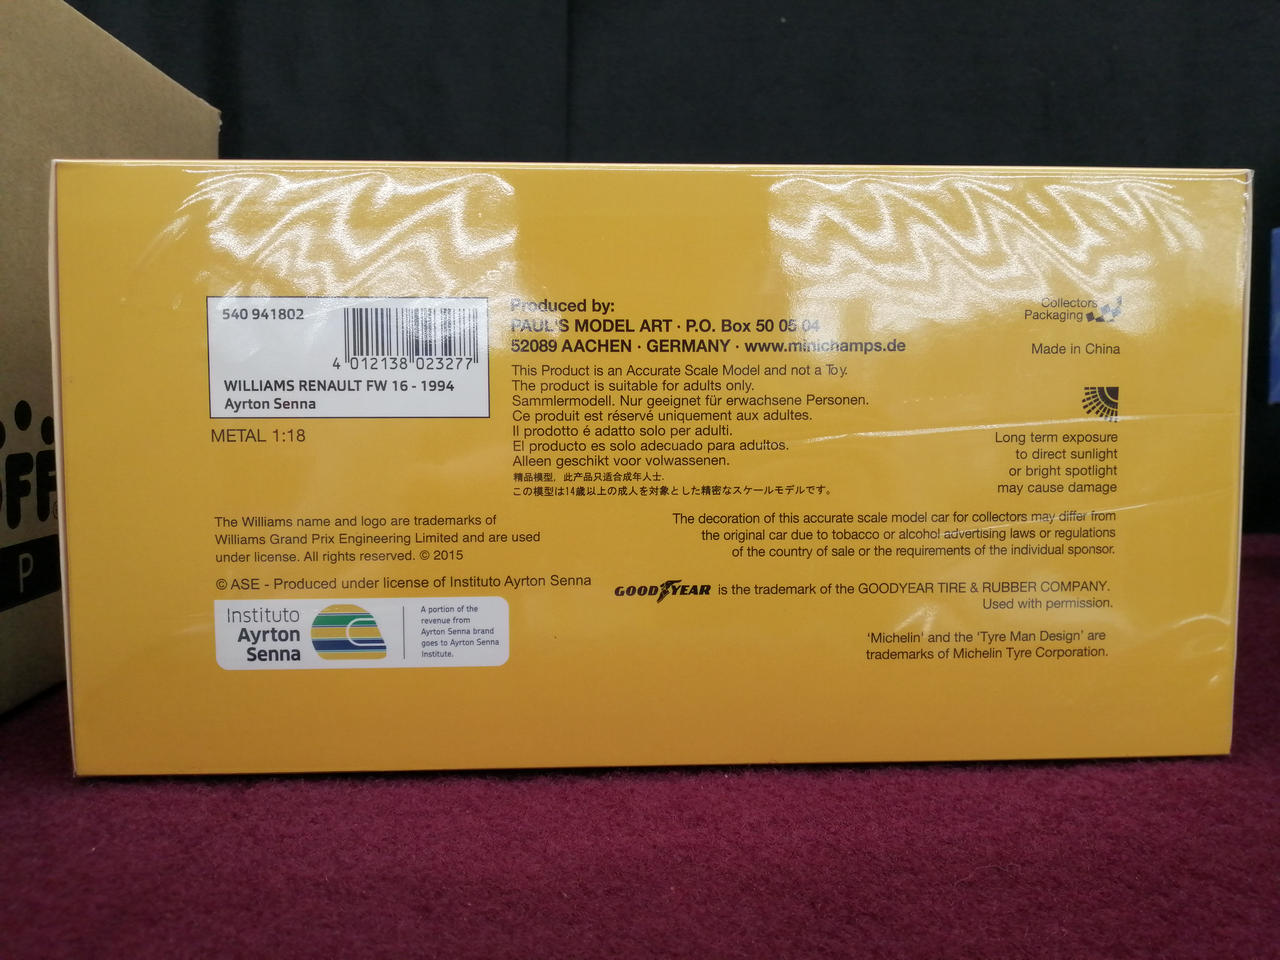 540 941802
4 012138 023277
WILLIAMS RENAULT FW 16 - 1994
Ayrton Senna
METAL 1:18
Produced by:
PAUL'S MODEL ART · P.O. Box 50 05 04
52089 AACHEN · GERMANY · www.minichamps.de
This Product is an Accurate Scale Model and not a Toy.
The product is suitable for adults only.
Sammlermodell. Nur geeignet für erwachsene Personen.
Ce produit est réservé uniquement aux adultes.
Il prodotto é adatto solo per adulti.
El producto es solo adecuado para adultos.
Alleen geschikt voor volwassenen.
精品模型，此产品只适合成年人士.
この模型は14歳以上の成人を対象とした精密なスケールモデルです。
Collectors
Packaging
Made in China
Long term exposure
to direct sunlight
or bright spotlight
may cause damage
The Williams name and logo are trademarks of
Williams Grand Prix Engineering Limited and are used
under license. All rights reserved. © 2015
© ASE - Produced under license of Instituto Ayrton Senna
Instituto
Ayrton
Senna
A portion of the
revenue from
Ayrton Senna brand
goes to Ayrton Senna
Institute.
The decoration of this accurate scale model car for collectors may differ from
the original car due to tobacco or alcohol advertising laws or regulations
of the country of sale or the requirements of the individual sponsor.
GOODYEAR is the trademark of the GOODYEAR TIRE & RUBBER COMPANY.
Used with permission.
'Michelin' and the 'Tyre Man Design' are
trademarks of Michelin Tyre Corporation.
P